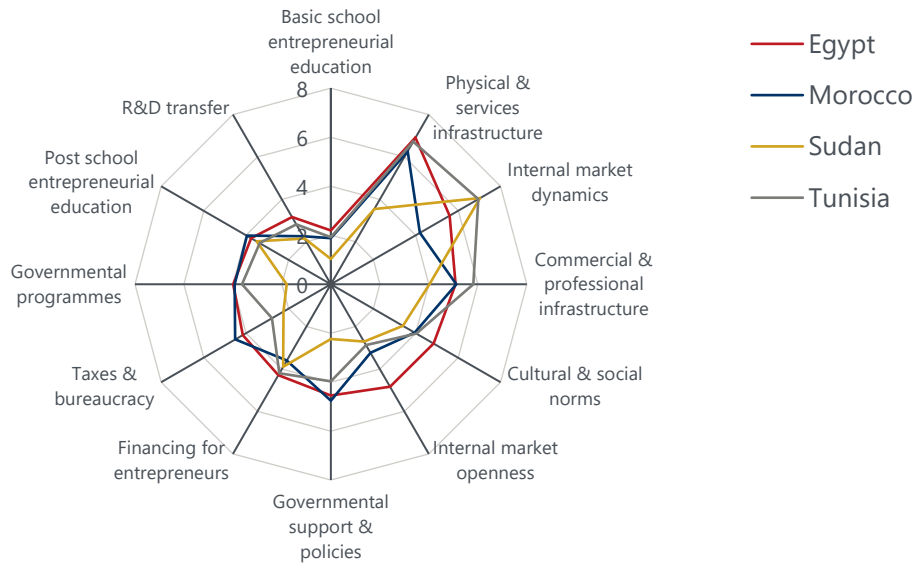 Basic school
entrepreneurial
education
Physical &
services
infrastructure
Internal market
dynamics
Commercial &
professional
infrastructure
Cultural & social
norms
Internal market
openness
Governmental
support &
policies
Financing for
entrepreneurs
Taxes &
bureaucracy
Governmental
programmes
Post school
entrepreneurial
education
R&D transfer
8
6
4
2
0
Egypt
Morocco
Sudan
Tunisia